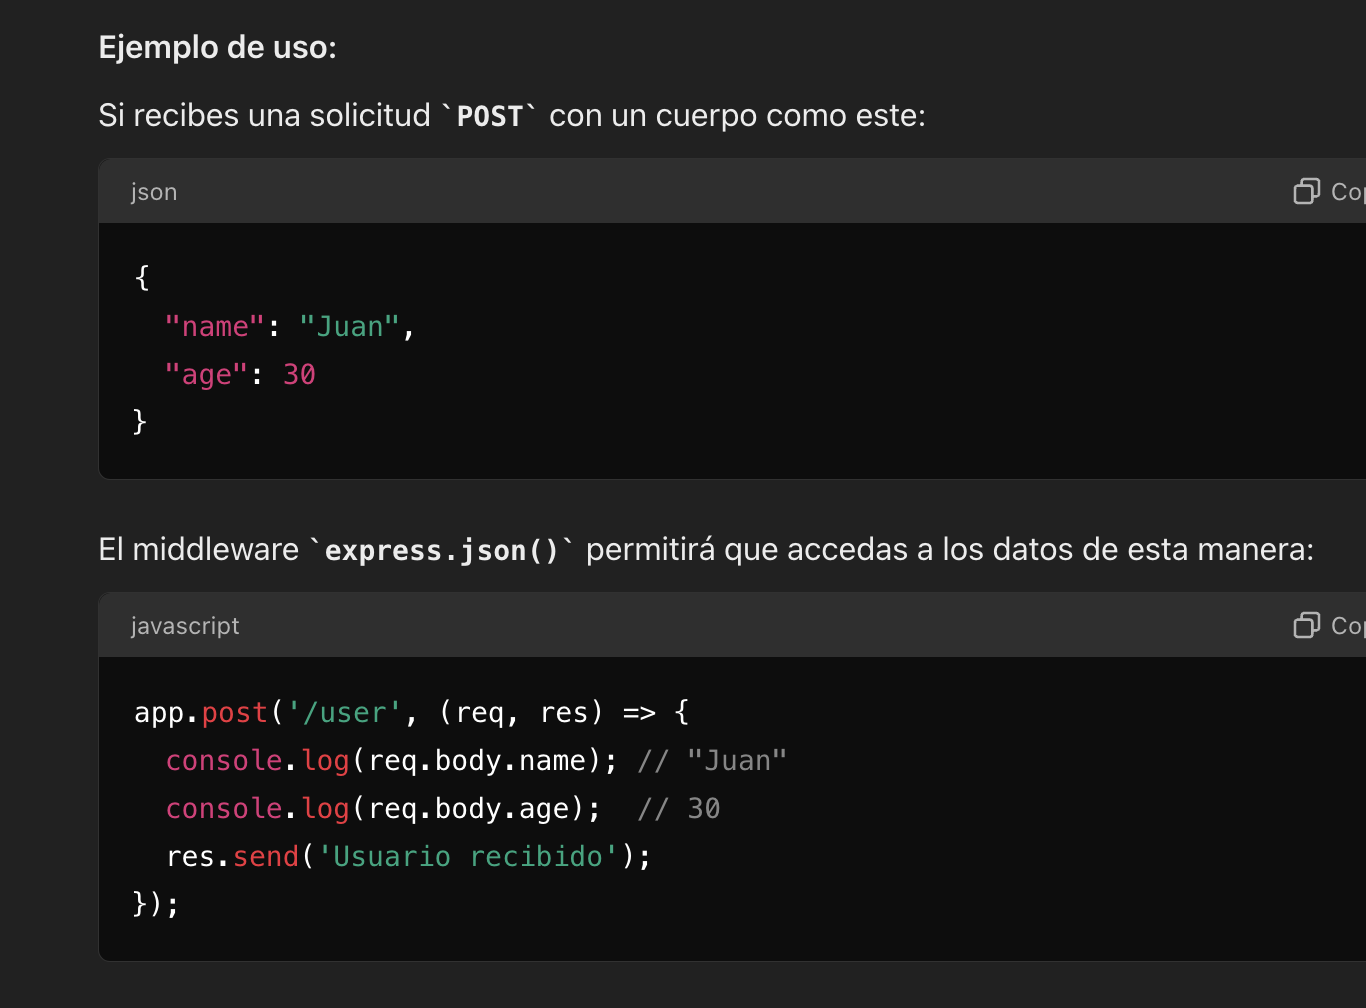 Ejemplo de uso:
Si recibes una solicitud `POST` con un cuerpo como este:
json
{
  "name": "Juan",
  "age": 30
}
El middleware `express.json()` permitirá que accedas a los datos de esta manera:
javascript
app.post('/user', (req, res) => {
  console.log(req.body.name); // "Juan"
  console.log(req.body.age);  // 30
  res.send('Usuario recibido');
});